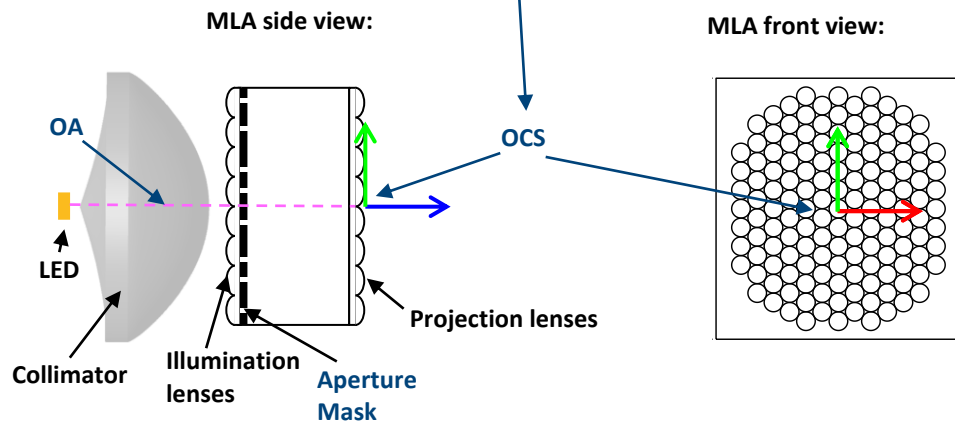 MLA side view:
MLA front view:
OA
OCS
LED
Projection lenses
Collimator
Illumination
lenses
Aperture
Mask